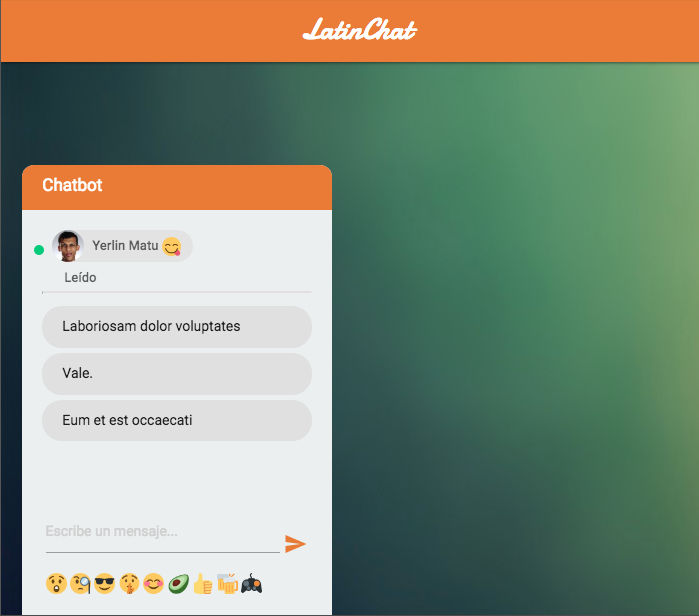 LatinChat
Chatbot
Yerlin Matu 😋
Leído
Laboriosam dolor voluptates
Vale.
Eum et est occaecati
Escribe un mensaje...